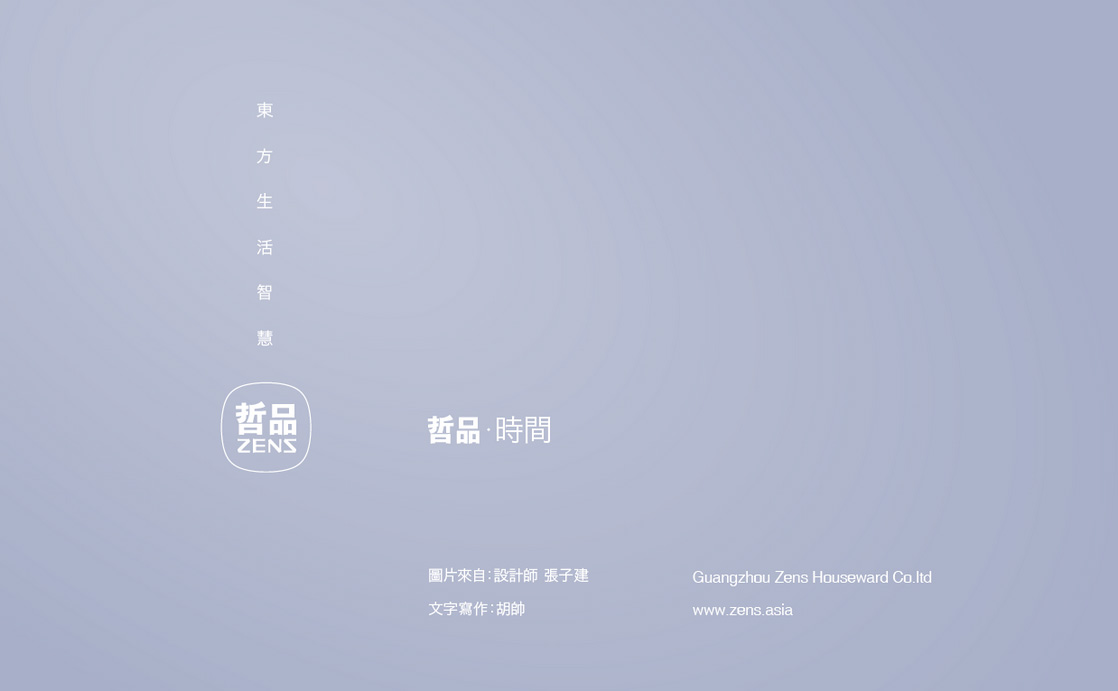 東方生活智慧
哲品
ZENS
哲品·時間
圖片來自:設計師 張子建
文字寫作:胡帥
Guangzhou Zens Houseward Co.ltd
www.zens.asia